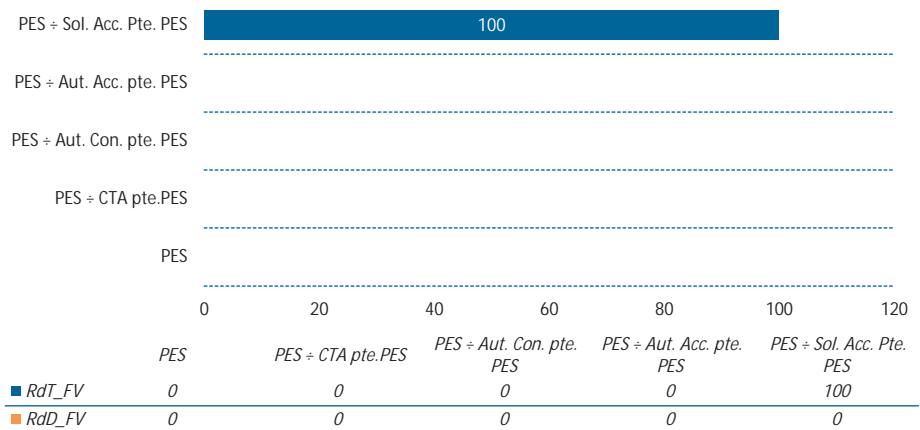 PES ÷ Sol. Acc. Pte. PES
100
PES ÷ Aut. Acc. pte. PES
PES ÷ Aut. Con. pte. PES
PES ÷ CTA pte.PES
PES
0 20 40 60 80 100 120
PES PES ÷ CTA pte.PES PES ÷ Aut. Con. pte. PES PES ÷ Aut. Acc. pte. PES PES ÷ Sol. Acc. Pte. PES
RdT_FV 0 0 0 0 100
RdD_FV 0 0 0 0 0